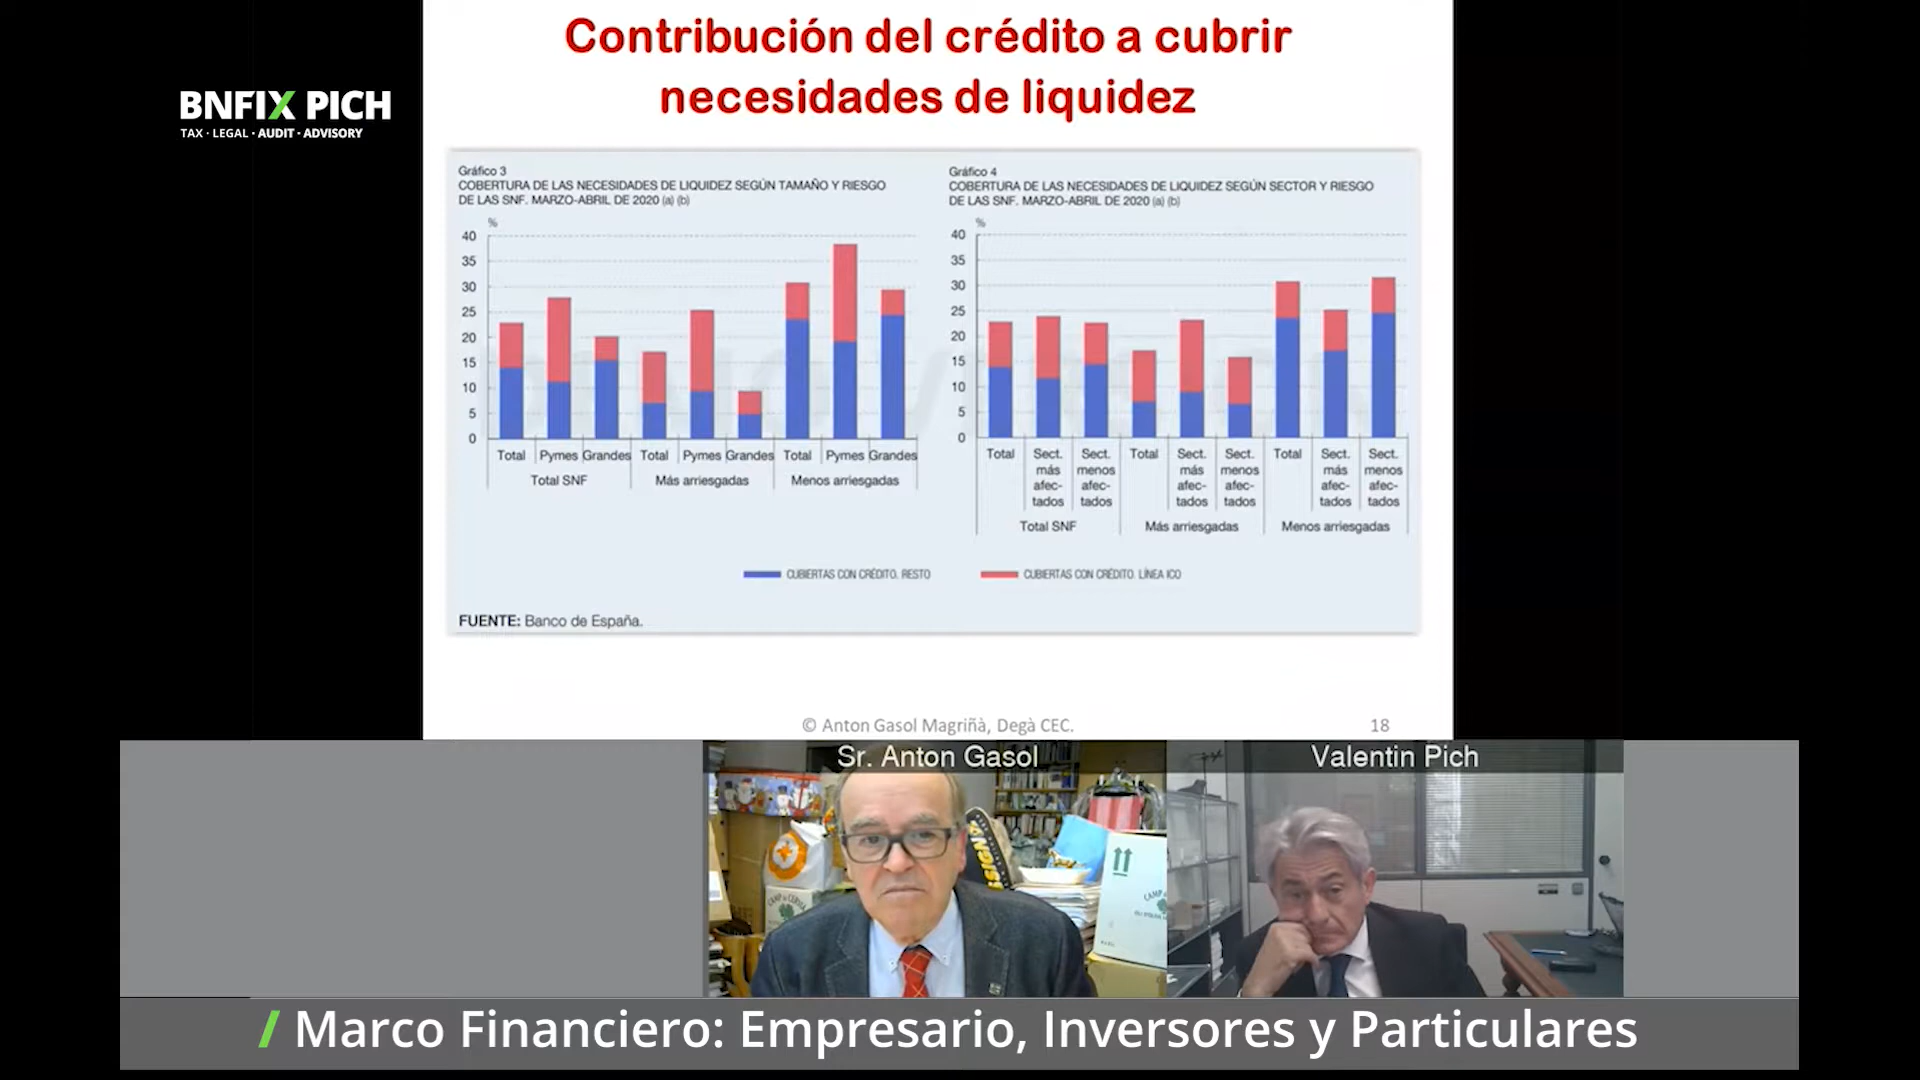 Contribución del crédito a cubrir
necesidades de liquidez
BNFIX PICH
TAX · LEGAL · AUDIT · ADVISORY
Gráfico 3
COBERTURA DE LAS NECESIDADES DE LIQUIDEZ SEGÚN TAMAÑO Y RIESGO
DE LAS SNF. MARZO-ABRIL DE 2020 (a) (b)
%
40
35
30
25
20
15
10
5
0
Total Pymes Grandes Total Pymes Grandes Total Pymes Grandes
Total SNF Más arriesgadas Menos arriesgadas
Gráfico 4
COBERTURA DE LAS NECESIDADES DE LIQUIDEZ SEGÚN SECTOR Y RIESGO
DE LAS SNF. MARZO-ABRIL DE 2020 (a) (b)
%
40
35
30
25
20
15
10
5
0
Total Sect. Sect. Total Sect. Sect. Total Sect. Sect.
más menos más menos más menos
afec- afec- afec- afec- afec- afec-
tados tados tados tados tados tados
Total SNF Más arriesgadas Menos arriesgadas
CUBIERTAS CON CRÉDITO. RESTO CUBIERTAS CON CRÉDITO. LÍNEA ICO
FUENTE: Banco de España.
© Anton Gasol Magriñà, Degà CEC. 18
Sr. Anton Gasol
Valentin Pich
/ Marco Financiero: Empresario, Inversores y Particulares